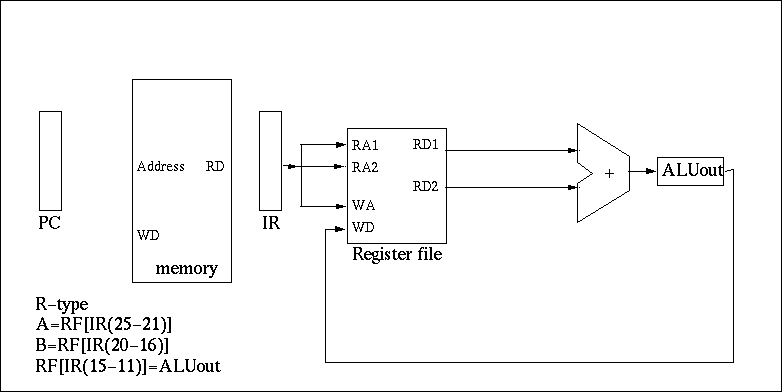 RA1
RD1
Address
RD
RA2
+
ALUout
RD2
WA
PC
IR
WD
WD
Register file
memory
R-type
A=RF[IR(25-21)]
B=RF[IR(20-16)]
RF[IR(15-11)]=ALUout